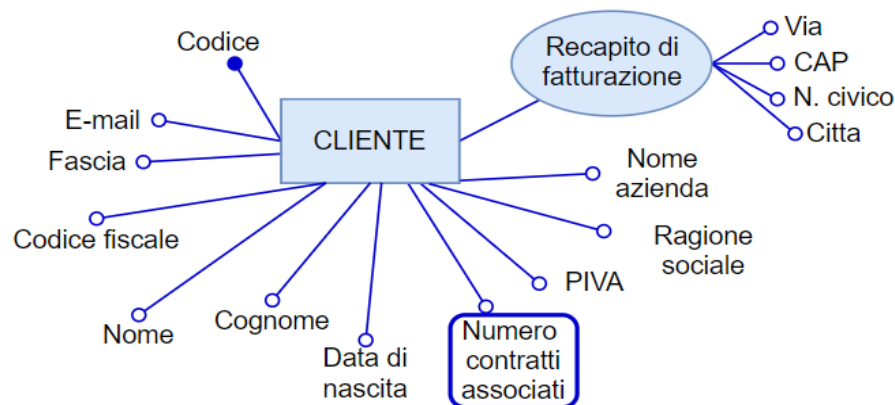 Codice
Recapito di
fatturazione
Via
CAP
N. civico
Citta
E-mail
Fascia
CLIENTE
Nome
azienda
Codice fiscale
Ragione
sociale
PIVA
Nome
Cognome
Data di
nascita
Numero
contratti
associati